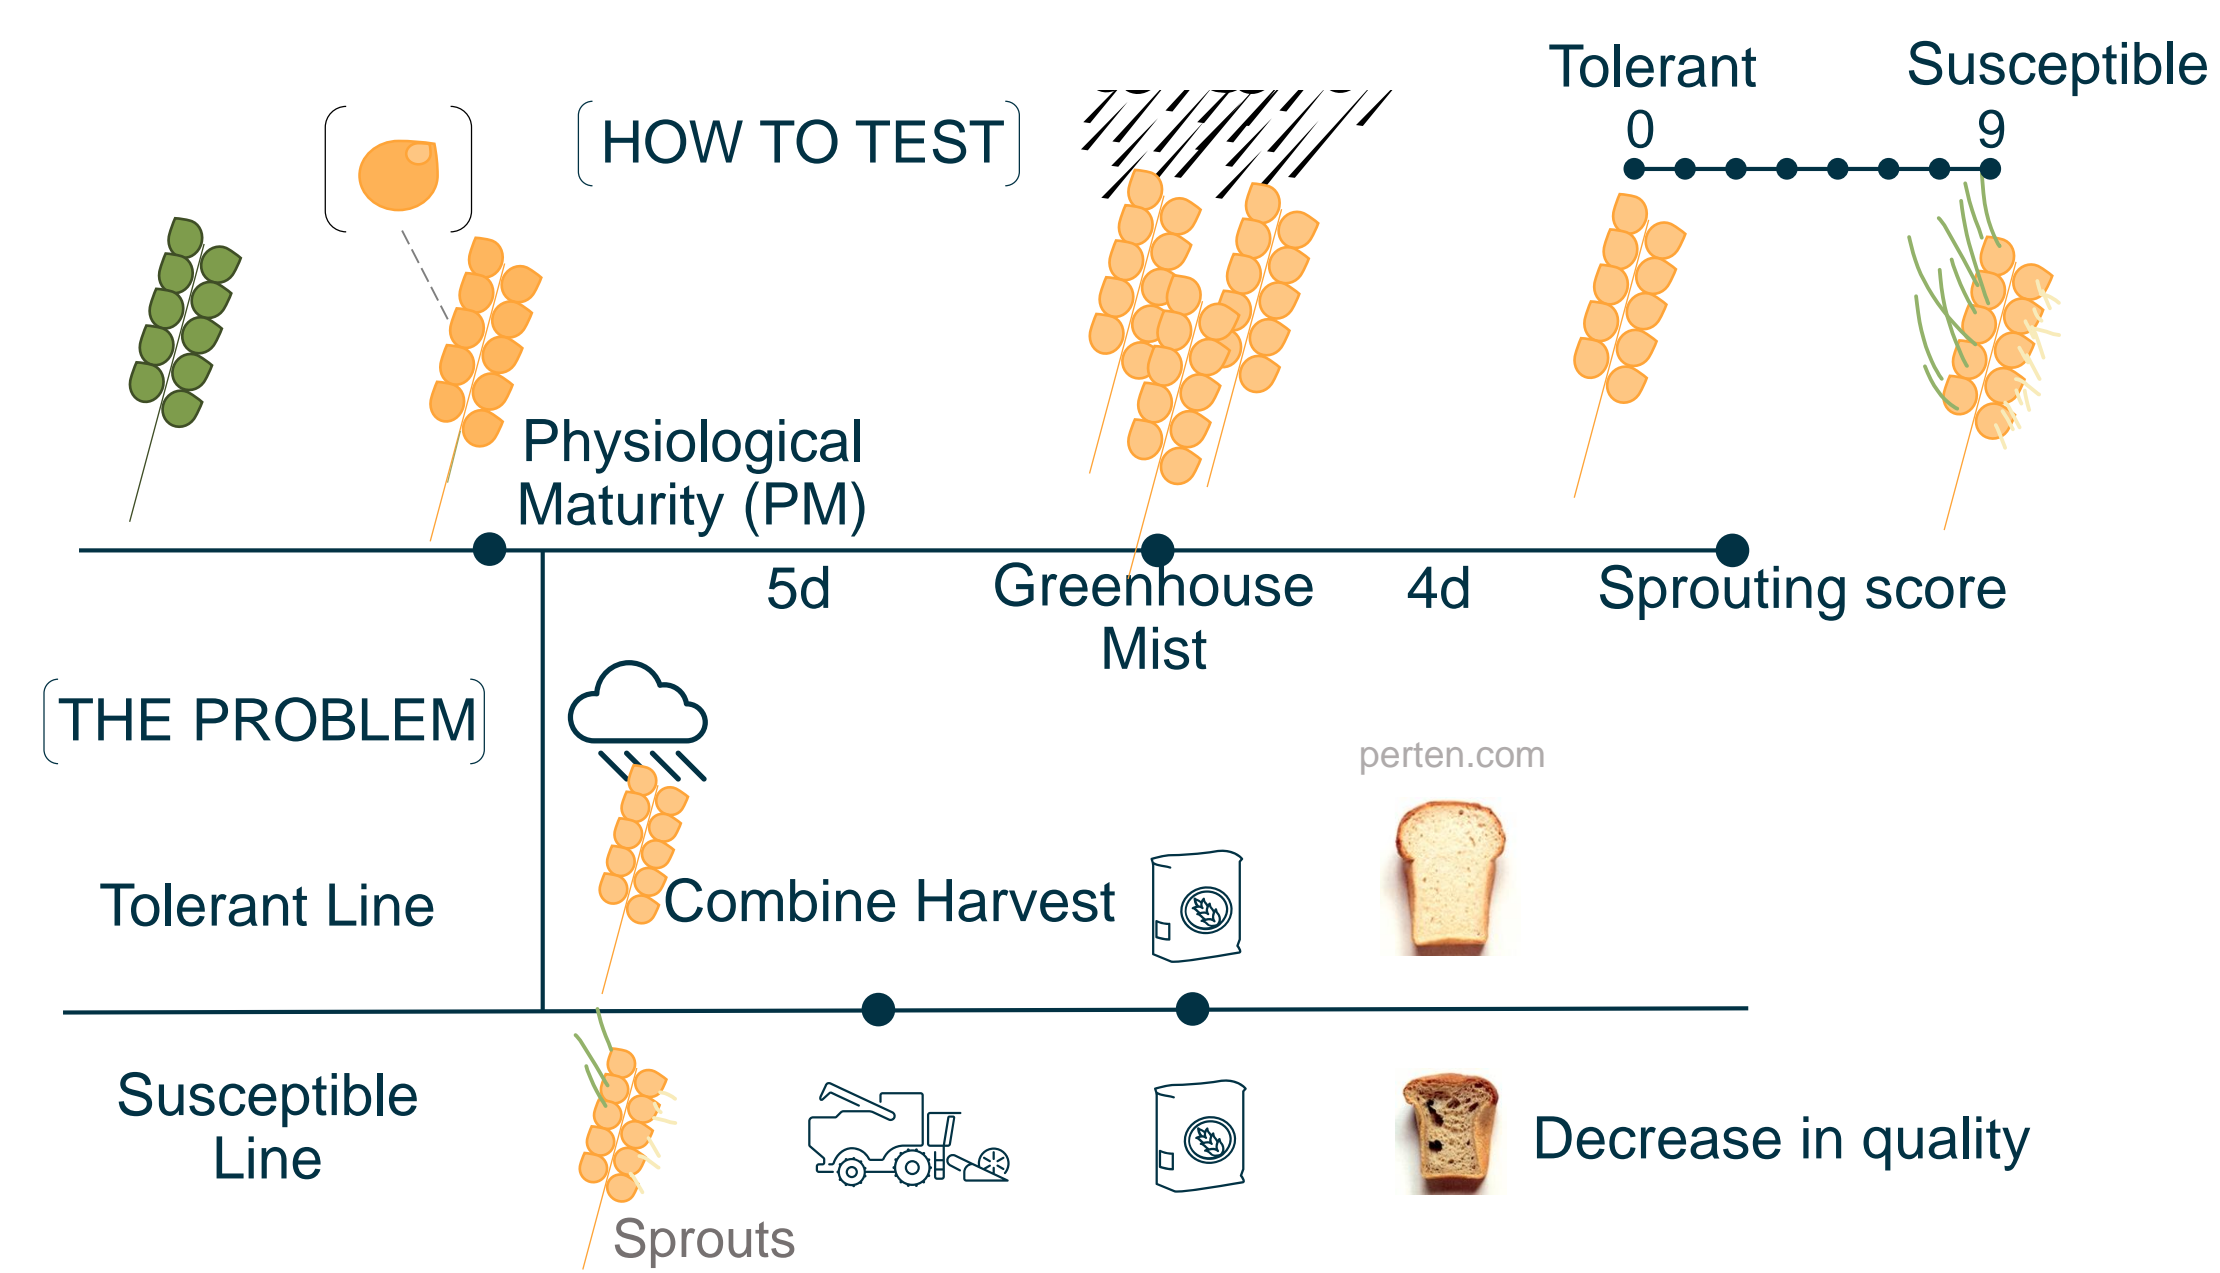 Tolerant Susceptible
0 9
HOW TO TEST
Physiological
Maturity (PM)
5d
Greenhouse
Mist
4d
Sprouting score
THE PROBLEM
perten.com
Tolerant Line
Combine Harvest
Susceptible
Line
Decrease in quality
Sprouts